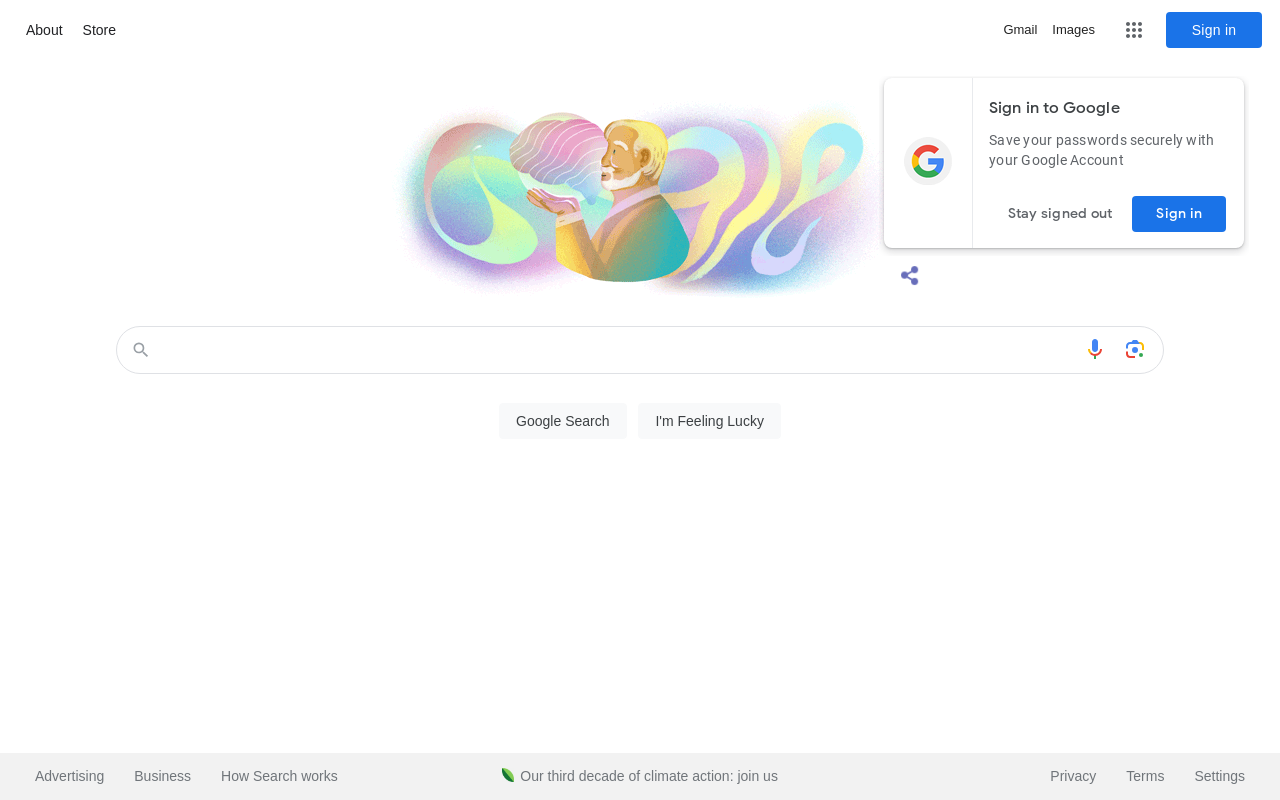 About Store
Gmail Images Sign in
Sign in to Google
Save your passwords securely with
your Google Account
Stay signed out Sign in
Google Search I'm Feeling Lucky
Advertising Business How Search works
Our third decade of climate action: join us
Privacy Terms Settings